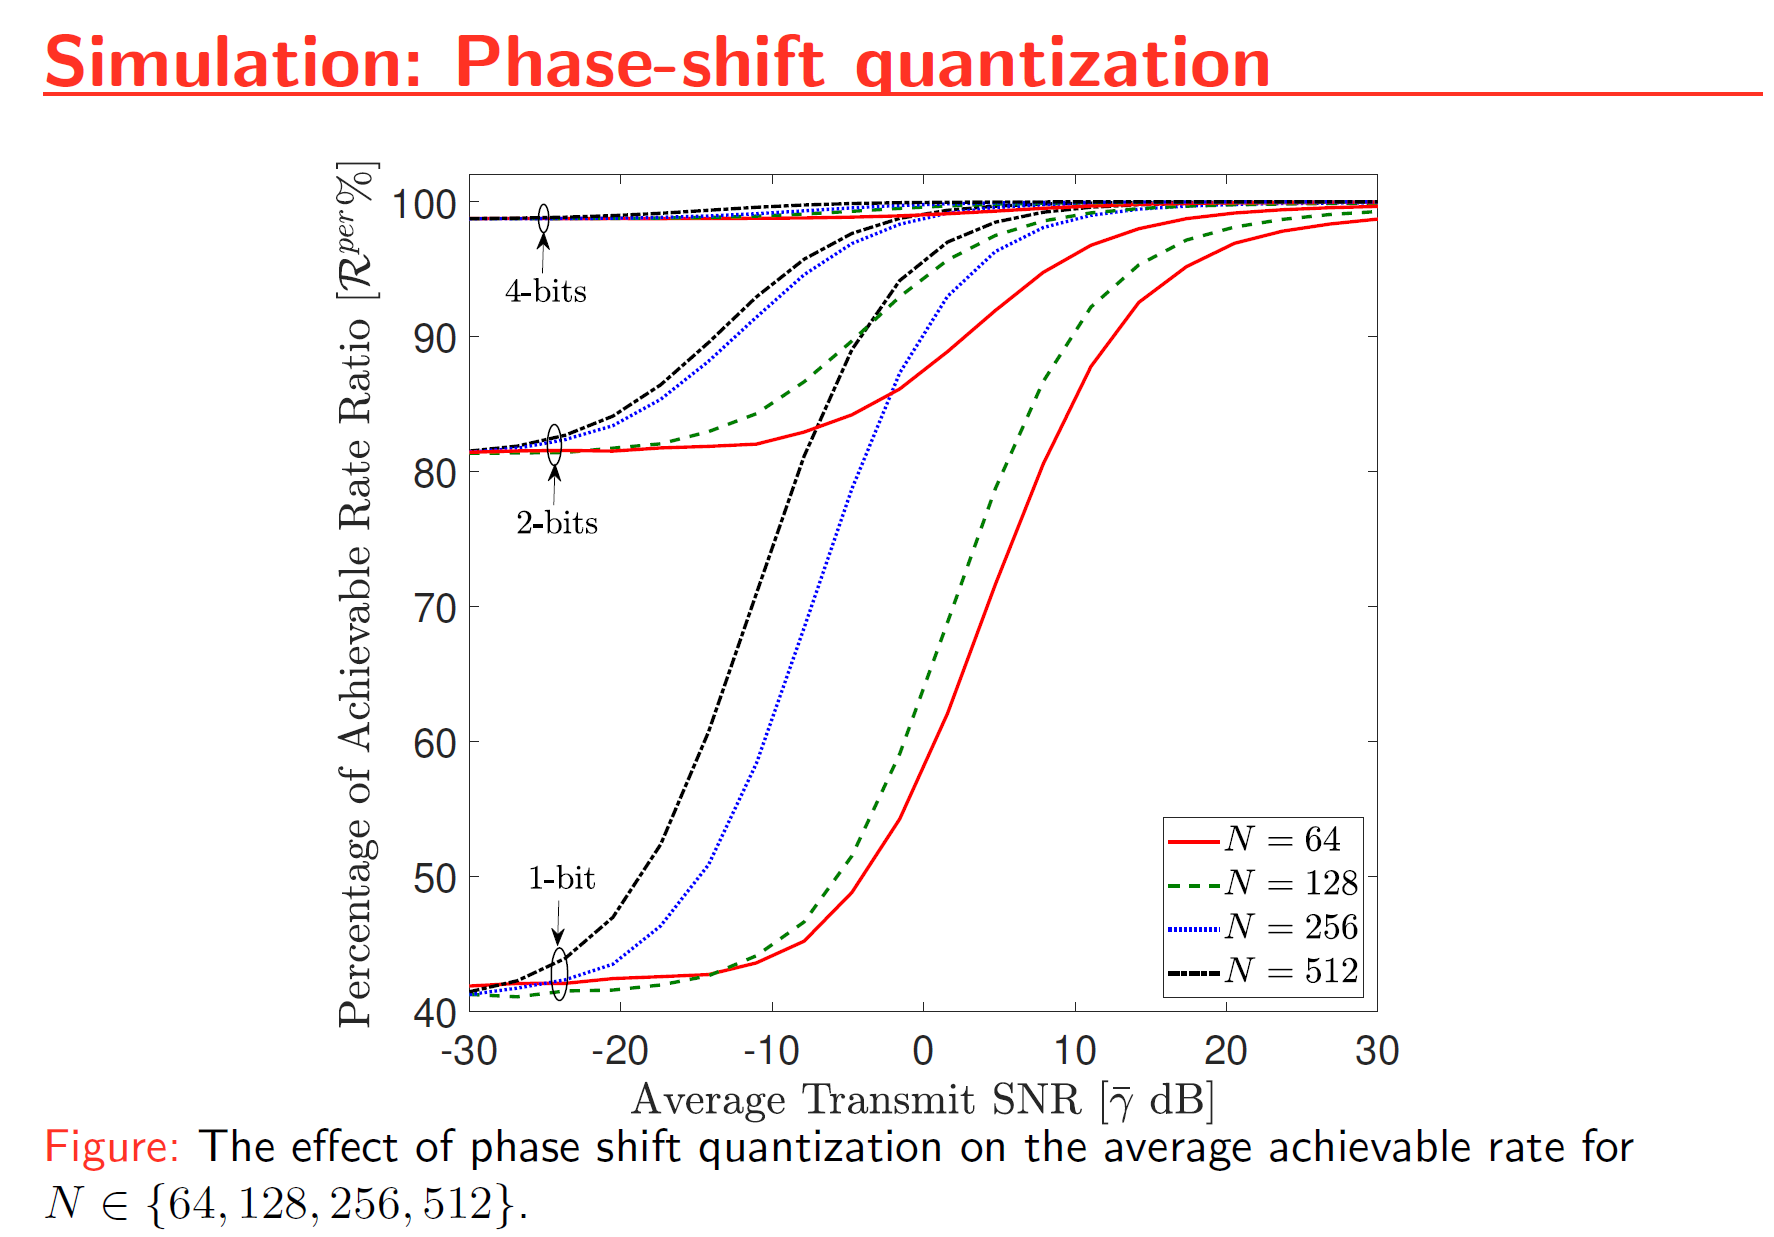 Simulation: Phase-shift quantization
Percentage of Achievable Rate Ratio [ℛ^{per}%]
100
90
80
70
60
50
40
4-bits
2-bits
1-bit
N = 64
N = 128
N = 256
N = 512
-30 -20 -10 0 10 20 30
Average Transmit SNR [γ̄ dB]
Figure: The effect of phase shift quantization on the average achievable rate for
N ∈ {64, 128, 256, 512}.